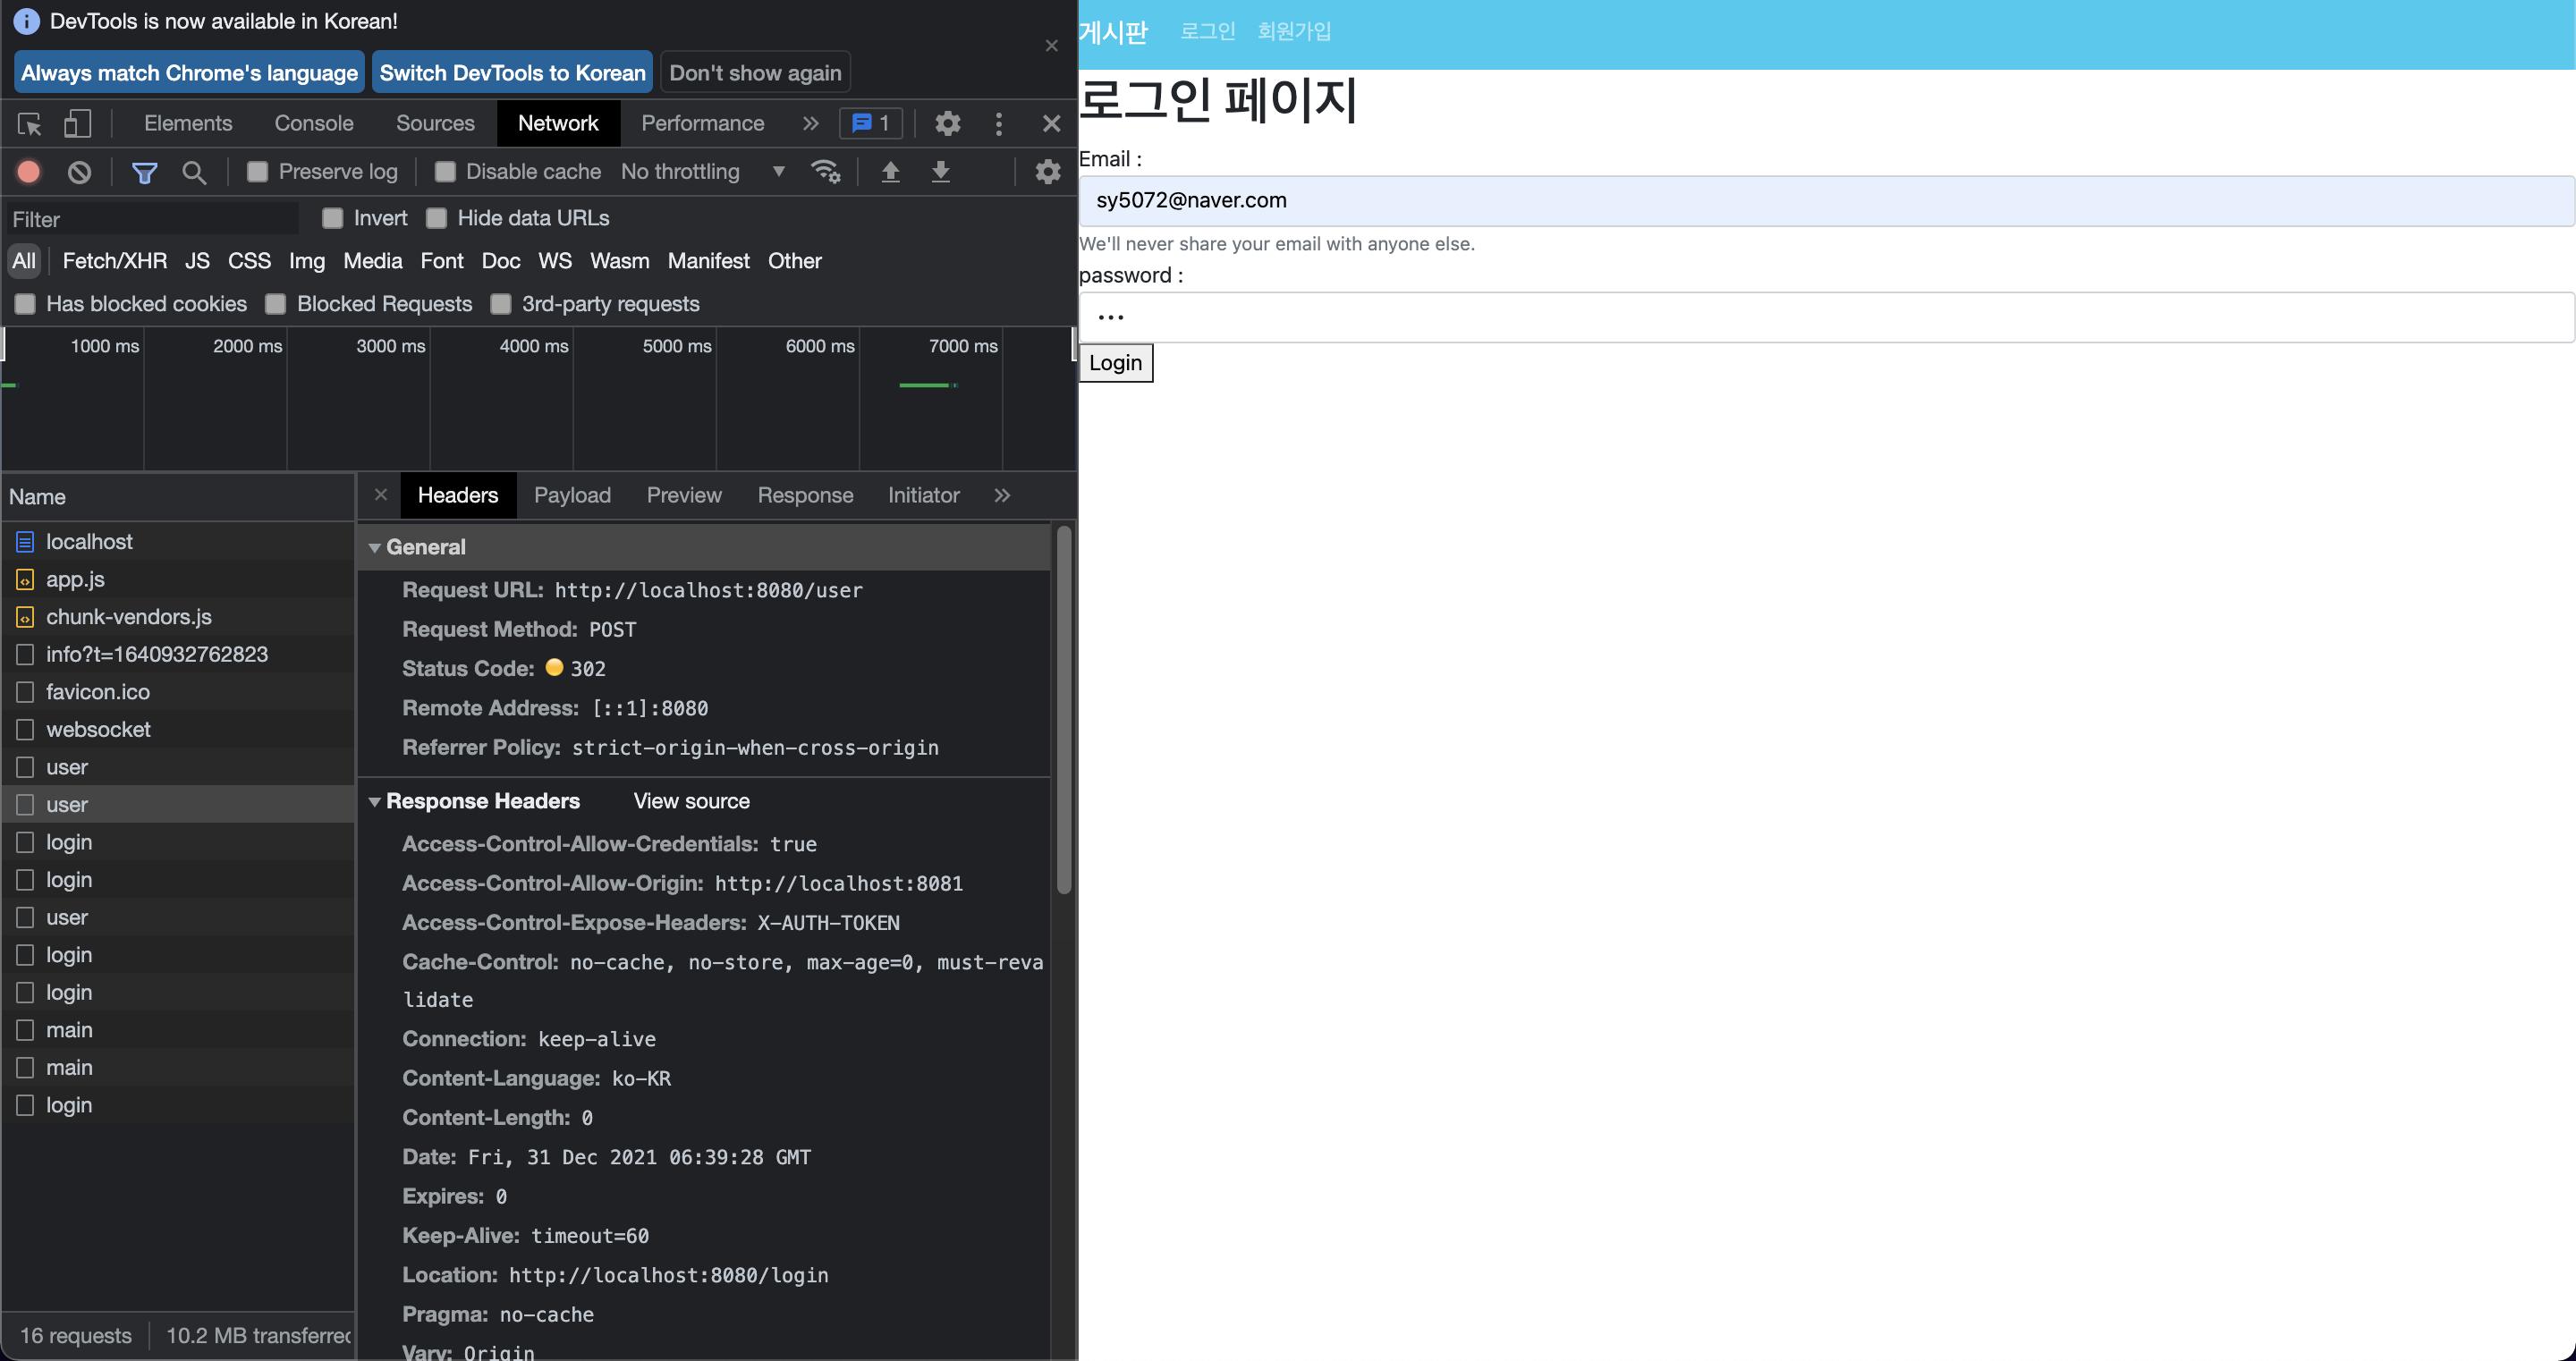 DevTools is now available in Korean!
Always match Chrome's language
Switch DevTools to Korean
Don't show again
Elements
Console
Sources
Network
Performance
1
Preserve log
Disable cache
No throttling
Filter
Invert
Hide data URLs
All
Fetch/XHR
JS
CSS
Img
Media
Font
Doc
WS
Wasm
Manifest
Other
Has blocked cookies
Blocked Requests
3rd-party requests
1000 ms
2000 ms
3000 ms
4000 ms
5000 ms
6000 ms
7000 ms
Name
localhost
app.js
chunk-vendors.js
info?t=1640932762823
favicon.ico
websocket
user
user
login
login
user
login
login
main
main
login
16 requests
10.2 MB transferred
Headers
Payload
Preview
Response
Initiator
General
Request URL: http://localhost:8080/user
Request Method: POST
Status Code: 302
Remote Address: [::1]:8080
Referrer Policy: strict-origin-when-cross-origin
Response Headers
View source
Access-Control-Allow-Credentials: true
Access-Control-Allow-Origin: http://localhost:8081
Access-Control-Expose-Headers: X-AUTH-TOKEN
Cache-Control: no-cache, no-store, max-age=0, must-reva
lidate
Connection: keep-alive
Content-Language: ko-KR
Content-Length: 0
Date: Fri, 31 Dec 2021 06:39:28 GMT
Expires: 0
Keep-Alive: timeout=60
Location: http://localhost:8080/login
Pragma: no-cache
Vary: Origin
게시판
로그인
회원가입
로그인 페이지
Email :
sy5072@naver.com
We'll never share your email with anyone else.
password :
Login